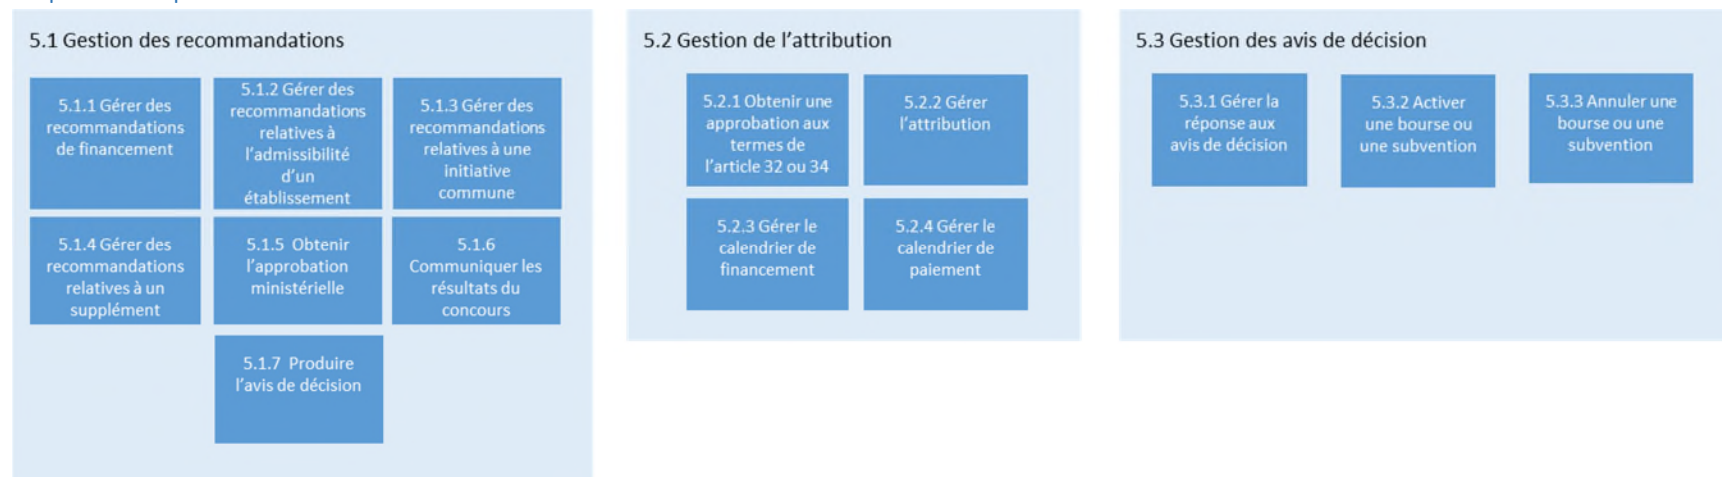 5.1 Gestion des recommandations
5.1.1 Gérer des
recommandations
de financement
5.1.2 Gérer des
recommandations
relatives à
l’admissibilité
d’un
établissement
5.1.3 Gérer des
recommandations
relatives à une
initiative
commune
5.1.4 Gérer des
recommandations
relatives à un
supplément
5.1.5 Obtenir
l’approbation
ministérielle
5.1.6
Communiquer les
résultats du
concours
5.1.7 Produire
l’avis de décision
5.2 Gestion de l’attribution
5.2.1 Obtenir une
approbation aux
termes de
l’article 32 ou 34
5.2.2 Gérer
l’attribution
5.2.3 Gérer le
calendrier de
financement
5.2.4 Gérer le
calendrier de
paiement
5.3 Gestion des avis de décision
5.3.1 Gérer la
réponse aux
avis de décision
5.3.2 Activer
une bourse ou
une subvention
5.3.3 Annuler une
bourse ou une
subvention